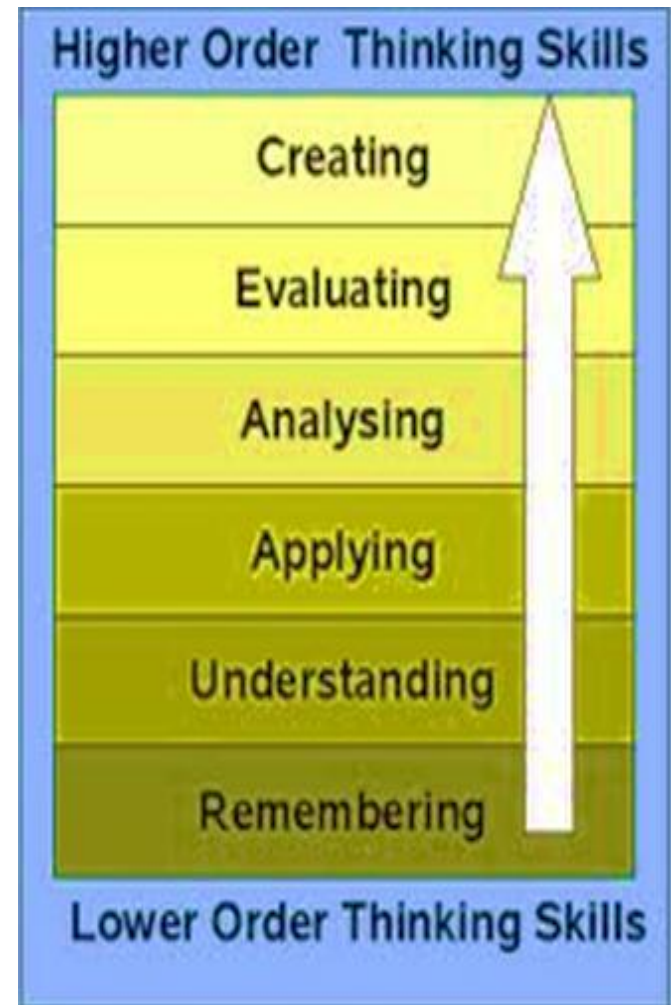 Higher Order Thinking Skills
Creating
Evaluating
Analysing
Applying
Understanding
Remembering
Lower Order Thinking Skills